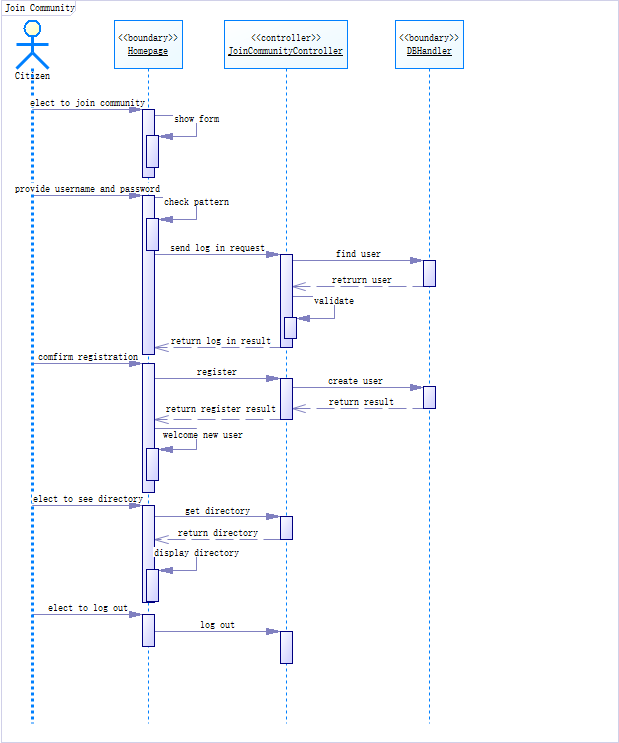 Join Community
<<boundary>>
Homepage
<<controller>>
JoinCommunityController
<<boundary>>
DBHandler
Citizen
elect to join community
show form
provide username and password
check pattern
send log in request
find user
retrurn user
validate
return log in result
comfirm registration
register
create user
return result
return register result
welcome new user
elect to see directory
get directory
return directory
display directory
elect to log out
log out